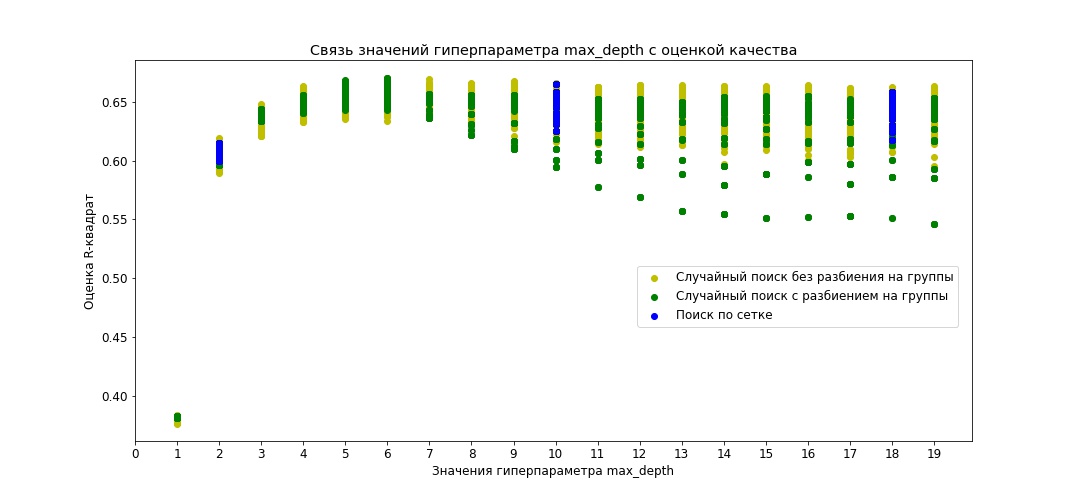 Связь значений гиперпараметра max_depth с оценкой качества
Оценка R-квадрат
0.65
0.60
0.55
0.50
0.45
0.40
Случайный поиск без разбиения на группы
Случайный поиск с разбиением на группы
Поиск по сетке
0 1 2 3 4 5 6 7 8 9 10 11 12 13 14 15 16 17 18 19
Значения гиперпараметра max_depth